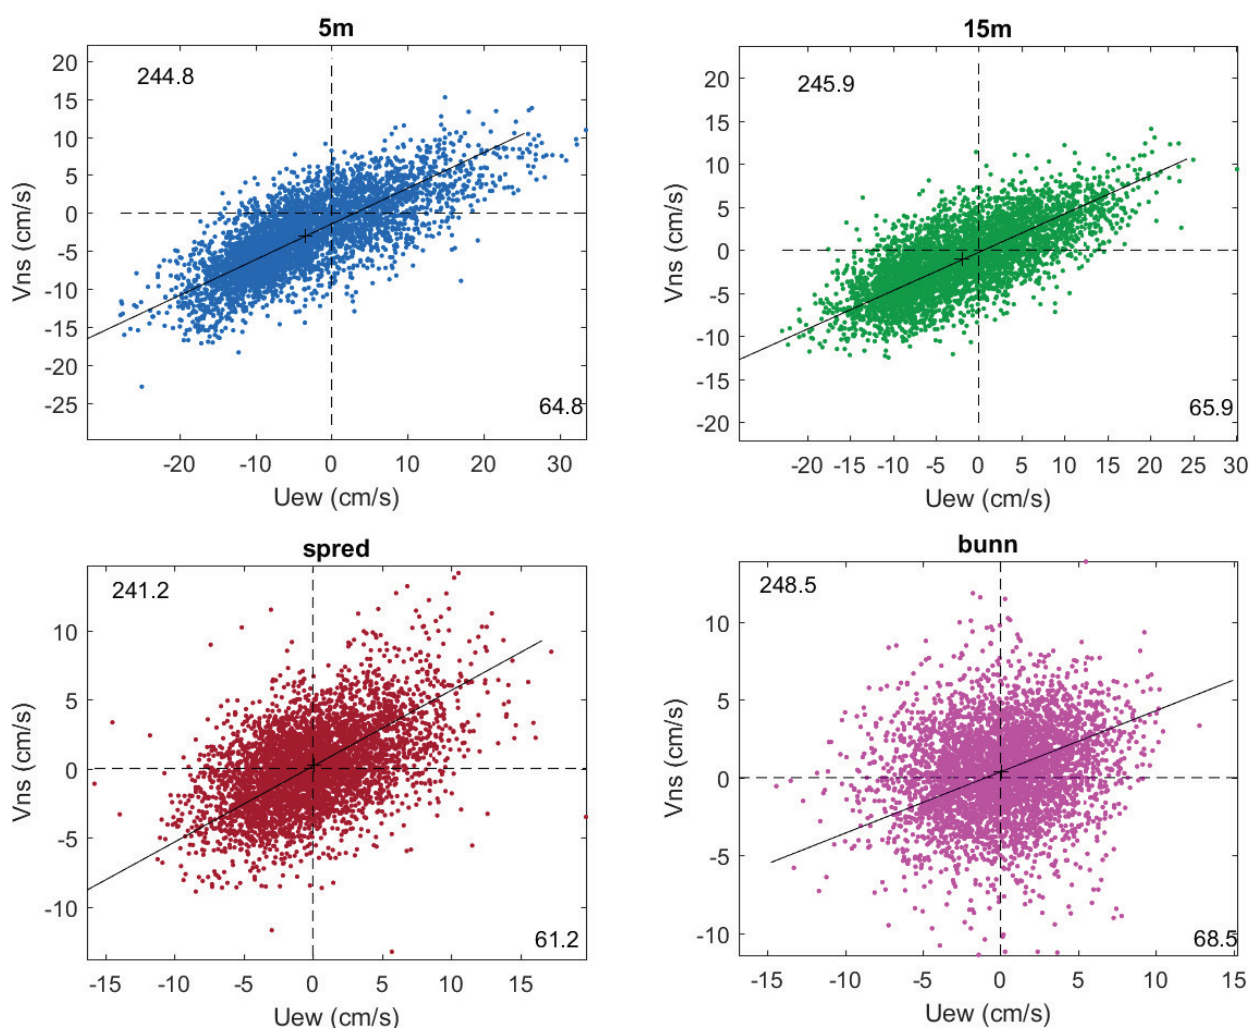 5m
244.8
20
15
10
5
0
-5
-10
-15
-20
-25
Vns (cm/s)
64.8
-20 -10 0 10 20 30
Uew (cm/s)
15m
245.9
20
15
10
5
0
-5
-10
-15
-20
Vns (cm/s)
65.9
-20 -15 -10 -5 0 5 10 15 20 25 30
Uew (cm/s)
spred
241.2
10
5
0
-5
-10
Vns (cm/s)
61.2
-15 -10 -5 0 5 10 15
Uew (cm/s)
bunn
248.5
10
5
0
-5
-10
Vns (cm/s)
68.5
-15 -10 -5 0 5 10 15
Uew (cm/s)